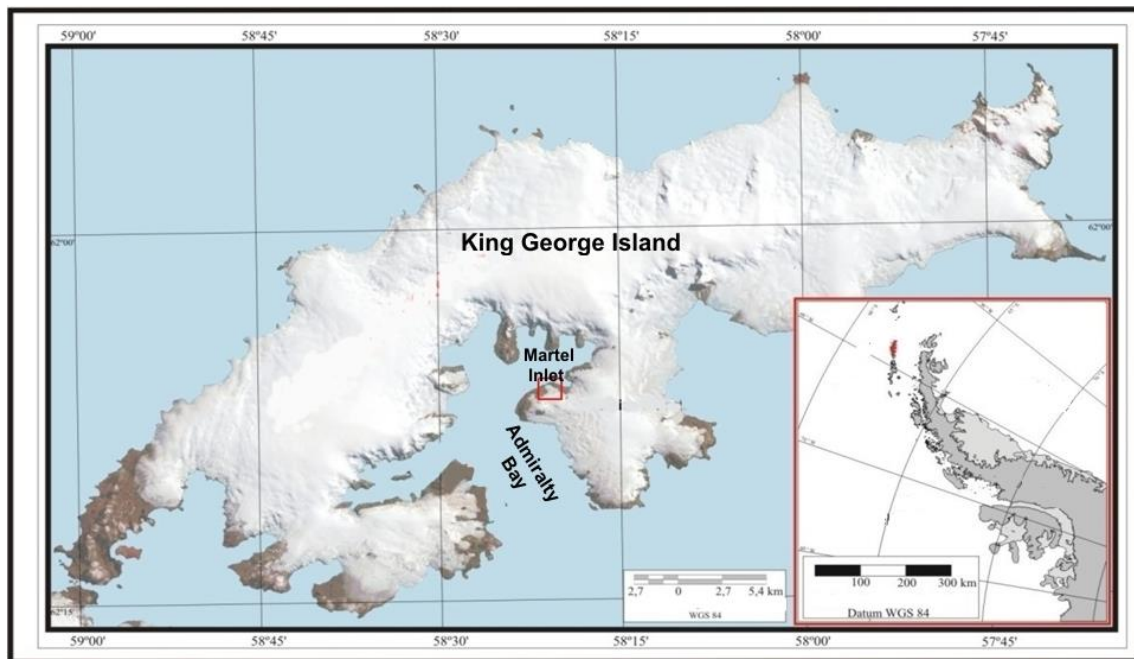 59°00' 58°45' 58°30' 58°15' 58°00' 57°45'
62°00' 62°00'
King George Island
Martel
Inlet
Admiralty
Bay
62°15'
2,7 0 2,7 5,4 km
WGS 84
100 200 300 km
Datum WGS 84
59°00' 58°45' 58°30' 58°15' 58°00' 57°45'